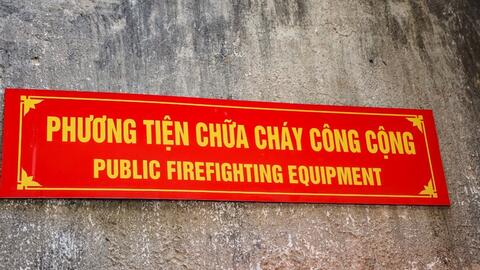 PHƯƠNG TIỆN CHỮA CHÁY CÔNG CỘNG
PUBLIC FIREFIGHTING EQUIPMENT